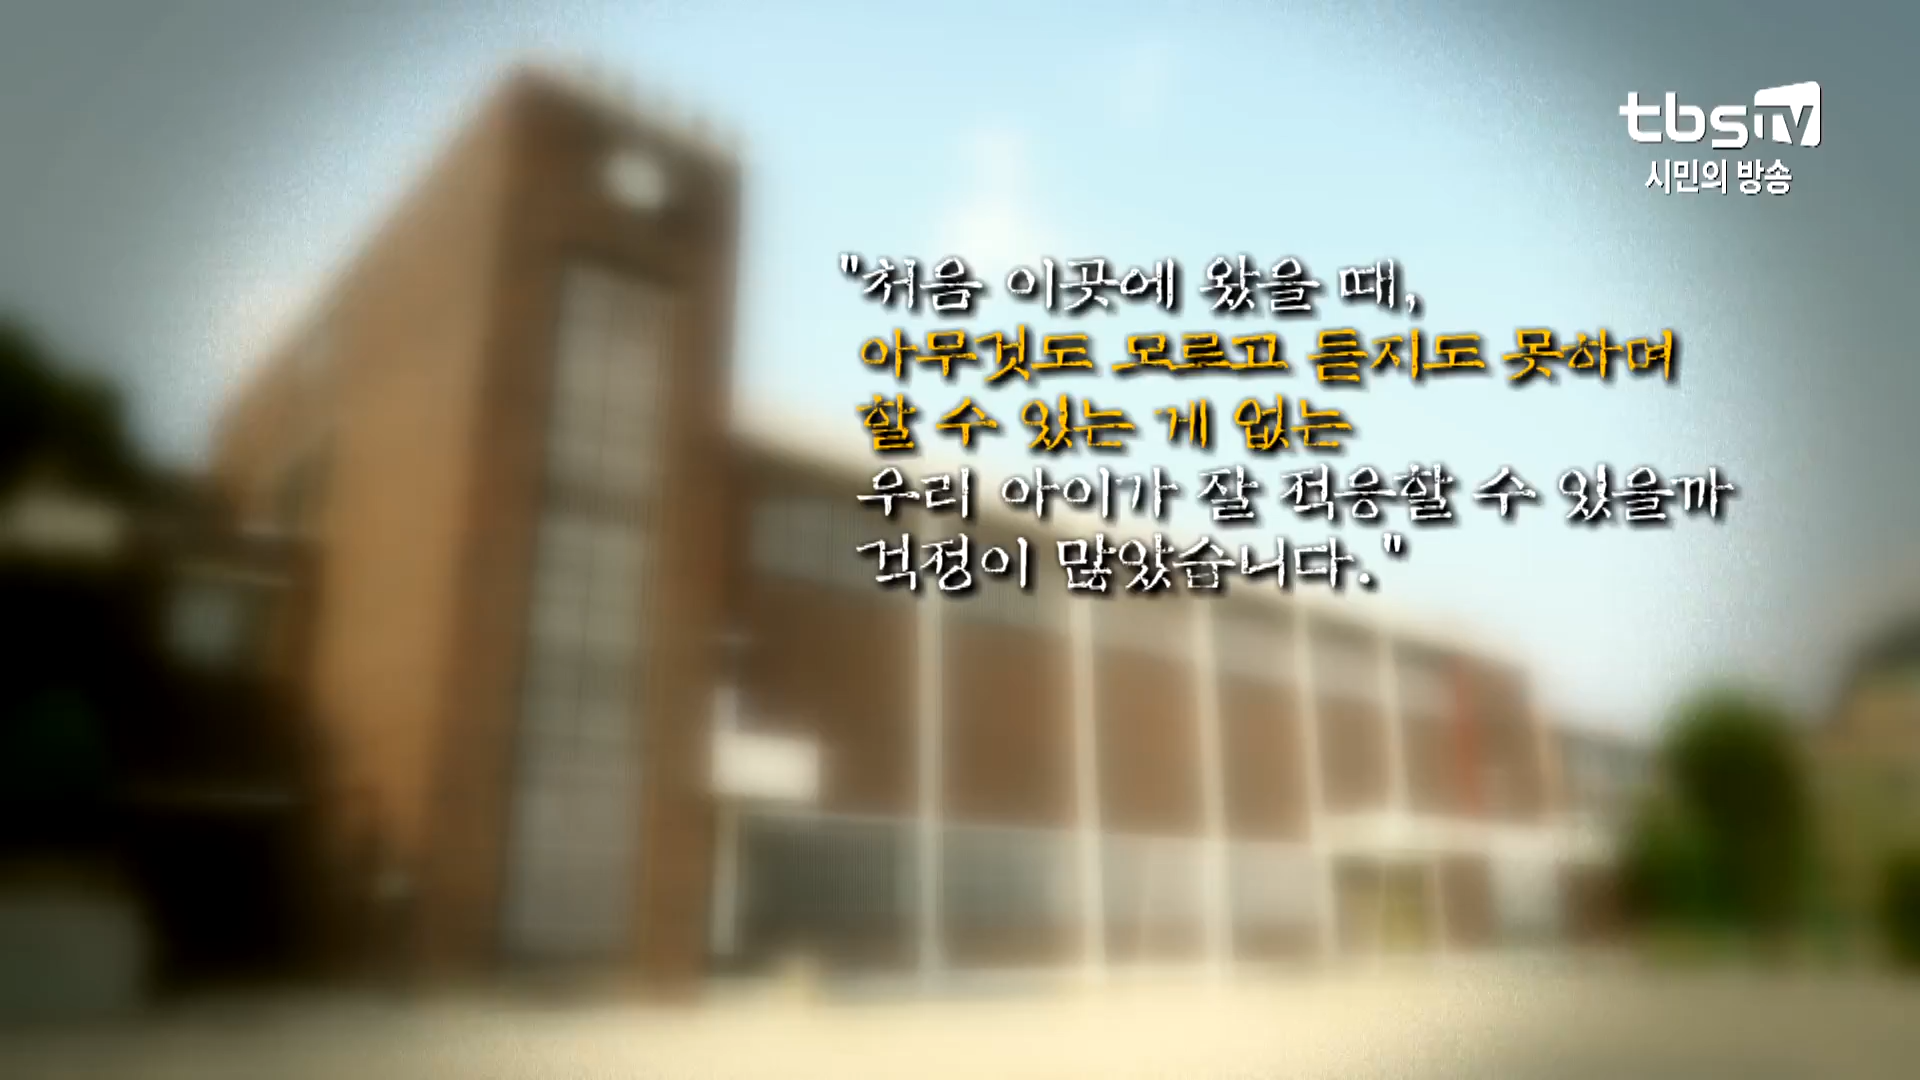 tbs TV
시민의 방송
"처음 이곳에 왔을 때,
아무것도 모르고 듣지도 못하며
할 수 있는 게 없는
우리 아이가 잘 적응할 수 있을까
걱정이 많았습니다."